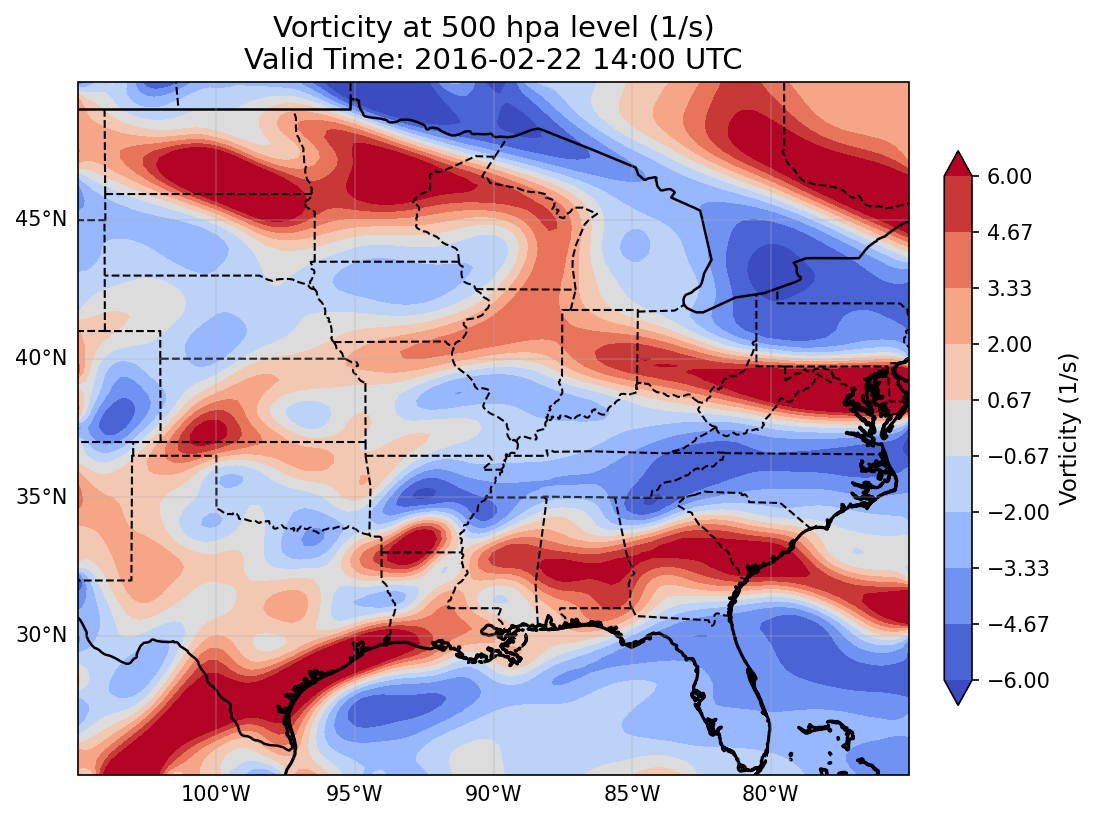 Vorticity at 500 hpa level (1/s)
Valid Time: 2016-02-22 14:00 UTC
45°N
40°N
35°N
30°N
100°W
95°W
90°W
85°W
80°W
6.00
4.67
3.33
2.00
0.67
−0.67
−2.00
−3.33
−4.67
−6.00
Vorticity (1/s)